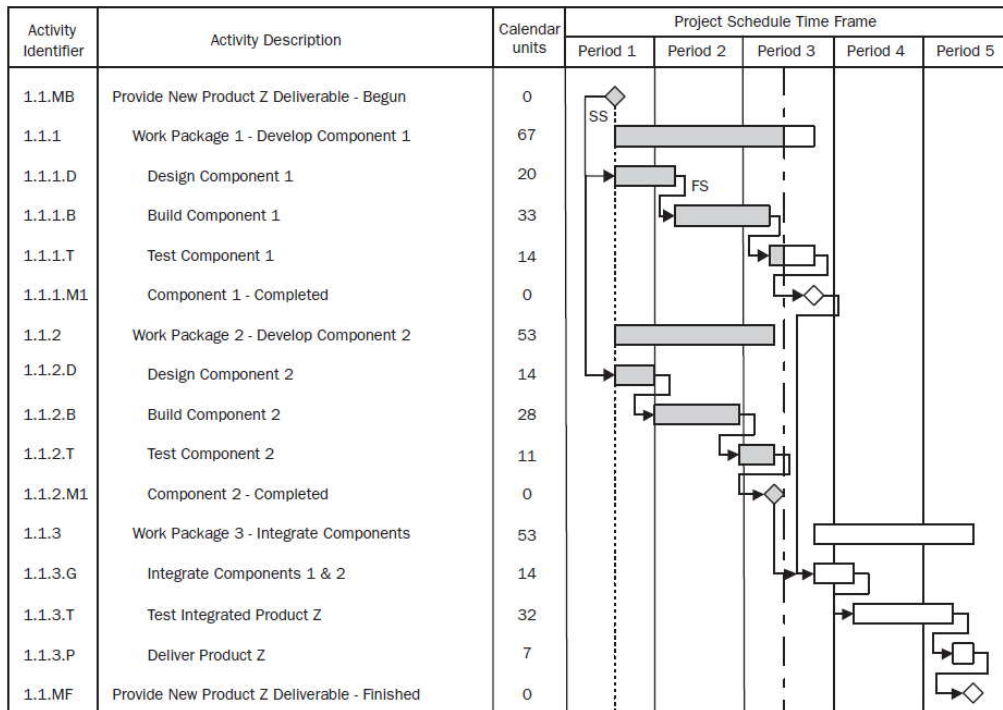 Activity Identifier Activity Description Calendar units Project Schedule Time Frame
Period 1 Period 2 Period 3 Period 4 Period 5
1.1.MB Provide New Product Z Deliverable - Begun 0
SS
1.1.1 Work Package 1 - Develop Component 1 67
1.1.1.D Design Component 1 20
FS
1.1.1.B Build Component 1 33
1.1.1.T Test Component 1 14
1.1.1.M1 Component 1 - Completed 0
1.1.2 Work Package 2 - Develop Component 2 53
1.1.2.D Design Component 2 14
1.1.2.B Build Component 2 28
1.1.2.T Test Component 2 11
1.1.2.M1 Component 2 - Completed 0
1.1.3 Work Package 3 - Integrate Components 53
1.1.3.G Integrate Components 1 & 2 14
1.1.3.T Test Integrated Product Z 32
1.1.3.P Deliver Product Z 7
1.1.MF Provide New Product Z Deliverable - Finished 0